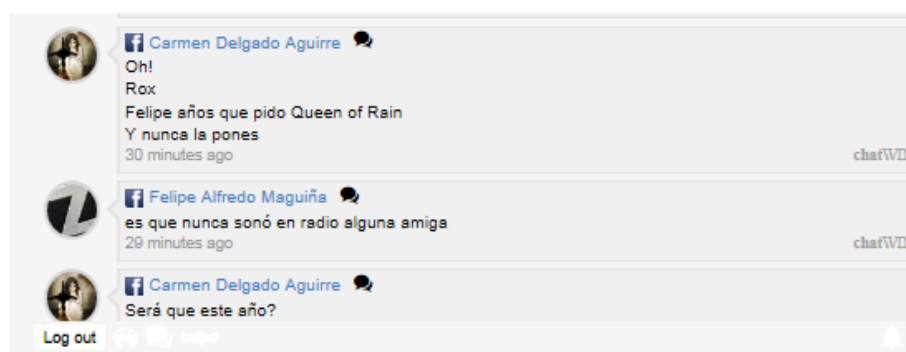 Carmen Delgado Aguirre
Oh!
Rox
Felipe años que pido Queen of Rain
Y nunca la pones
30 minutes ago
chatWD
Felipe Alfredo Maguiña
es que nunca sonó en radio alguna amiga
29 minutes ago
chatWD
Carmen Delgado Aguirre
Será que este año?
Log out